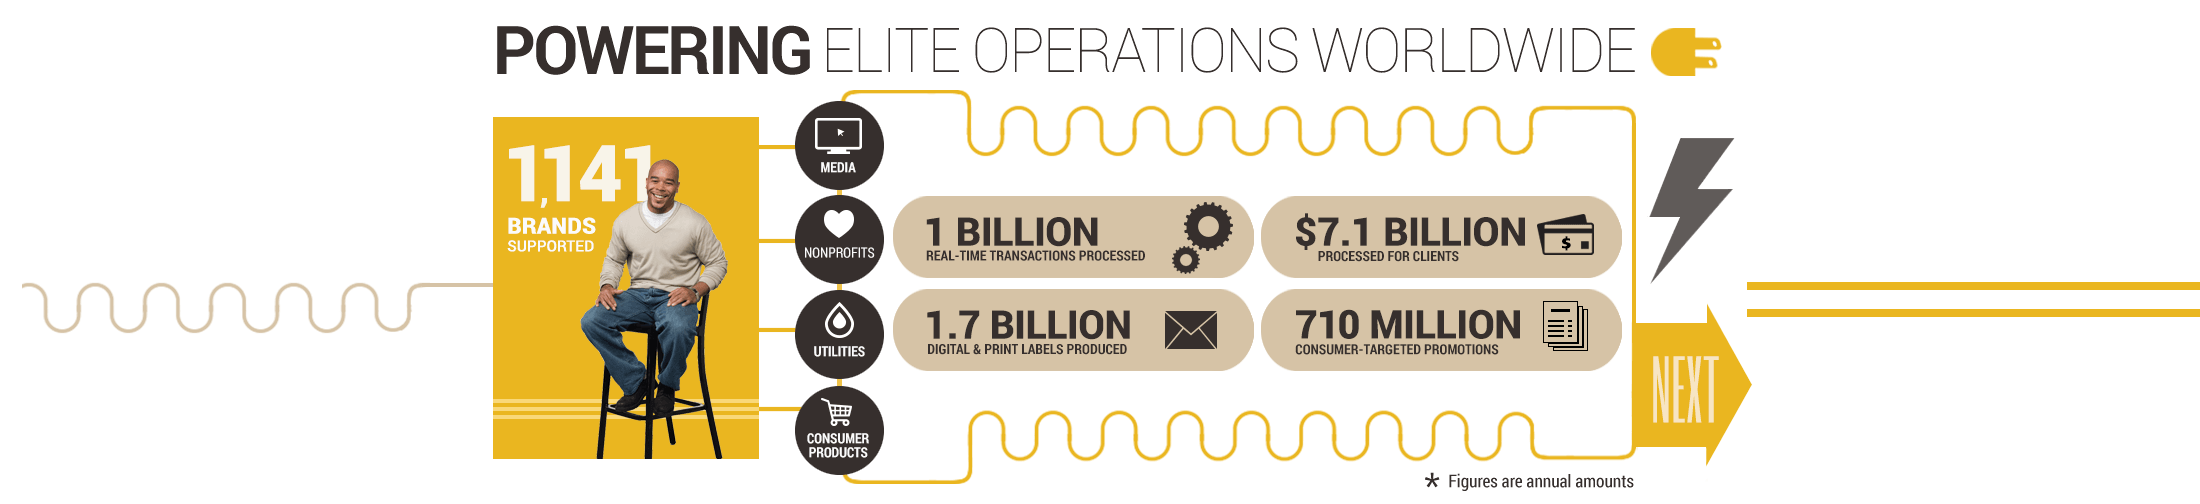 POWERING ELITE OPERATIONS WORLDWIDE
1,141
BRANDS
SUPPORTED
MEDIA
NONPROFITS
UTILITIES
CONSUMER
PRODUCTS
1 BILLION
REAL-TIME TRANSACTIONS PROCESSED
$7.1 BILLION
PROCESSED FOR CLIENTS
$
1.7 BILLION
DIGITAL & PRINT LABELS PRODUCED
710 MILLION
CONSUMER-TARGETED PROMOTIONS
NEXT
* Figures are annual amounts